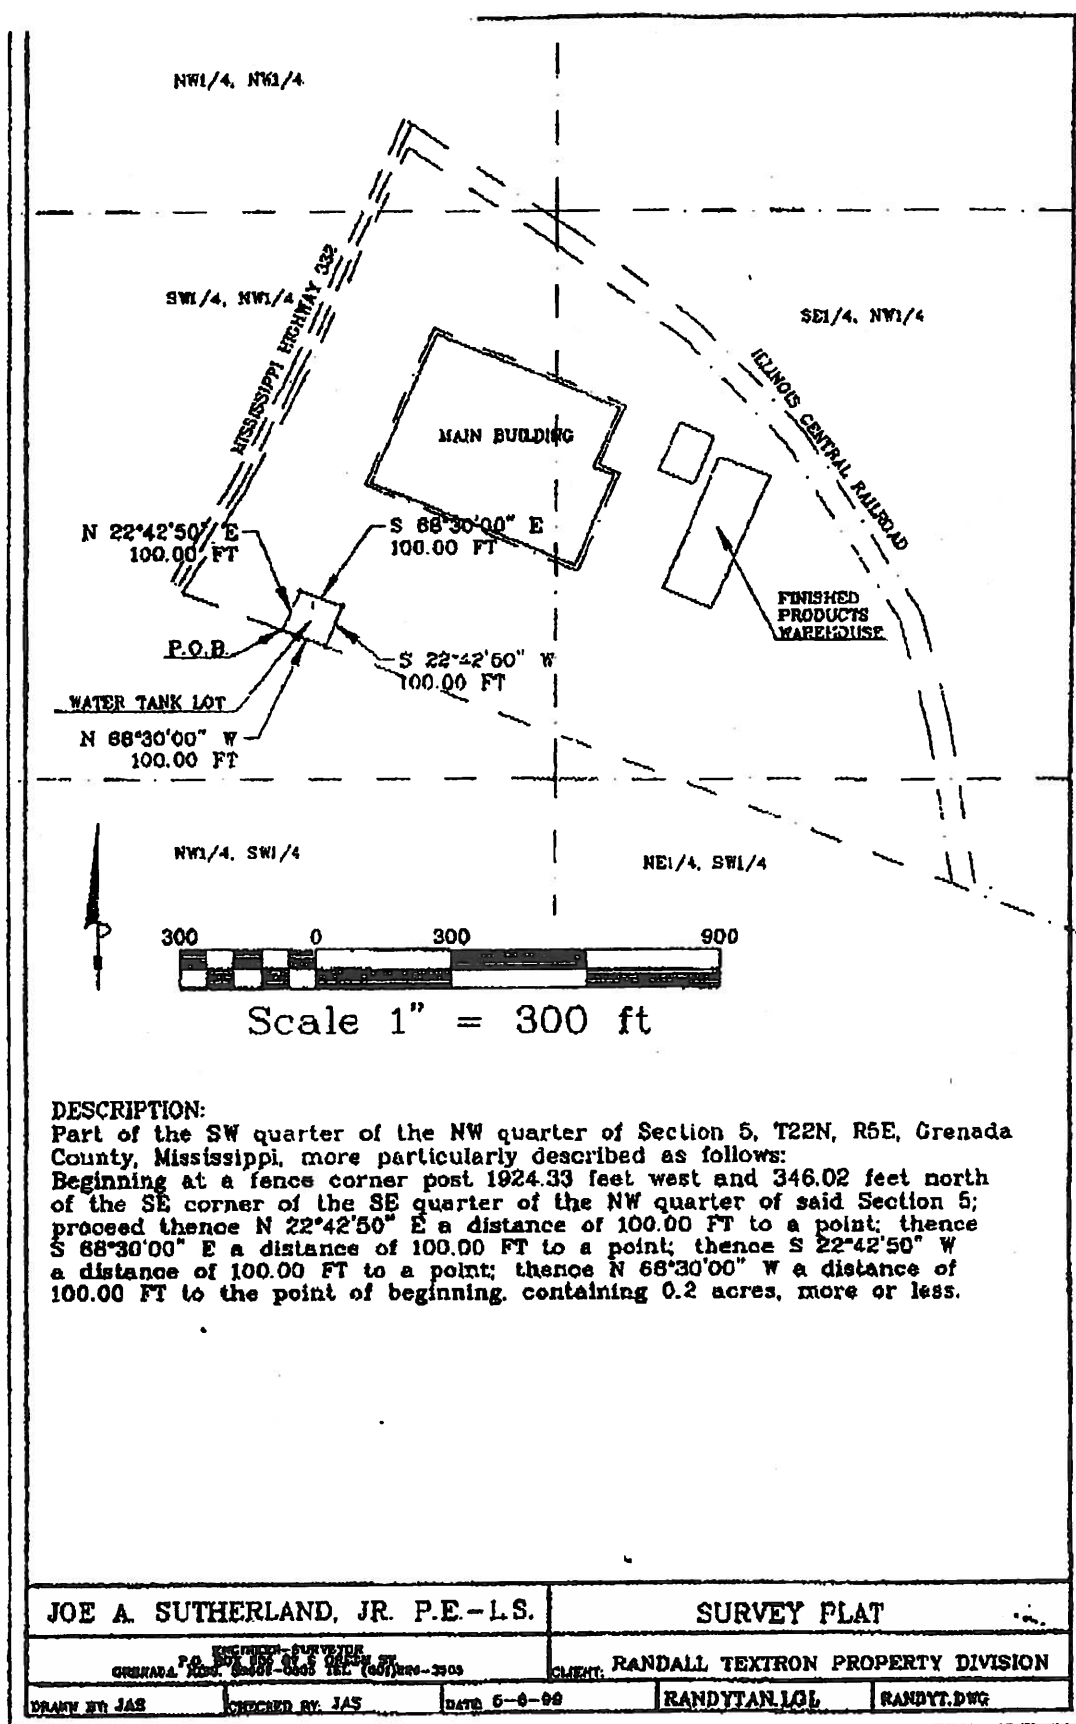 NW1/4, NW1/4
SW1/4, NW1/4
MISSISSIPPI HIGHWAY 332
SE1/4, NW1/4
ILLINOIS CENTRAL RAILROAD
MAIN BUILDING
N 22°42'50" E
100.00 FT
S 68°30'00" E
100.00 FT
FINISHED
PRODUCTS
WAREHOUSE
P.O.B.
S 22°42'50" W
100.00 FT
WATER TANK LOT
N 68°30'00" W
100.00 FT
NW1/4, SW1/4
NE1/4, SW1/4
300 0 300 900
Scale 1" = 300 ft
DESCRIPTION:
Part of the SW quarter of the NW quarter of Section 5, T22N, R5E, Grenada
County, Mississippi, more particularly described as follows:
Beginning at a fence corner post 1924.33 feet west and 346.02 feet north
of the SE corner of the SE quarter of the NW quarter of said Section 5;
proceed thence N 22°42'50" E a distance of 100.00 FT to a point; thence
S 68°30'00" E a distance of 100.00 FT to a point; thence S 22°42'50" W
a distance of 100.00 FT to a point; thence N 68°30'00" W a distance of
100.00 FT to the point of beginning, containing 0.2 acres, more or less.
JOE A. SUTHERLAND, JR. P.E.-L.S.
SURVEY PLAT
ENGINEER-SURVEYOR
P.O. BOX
GRENADA, MISS. TEL (601)
CLIENT: RANDALL TEXTRON PROPERTY DIVISION
DRAWN BY: JAS
CHECKED BY: JAS
DATE
RANDYTAN.LGL
RANDYT.DWG